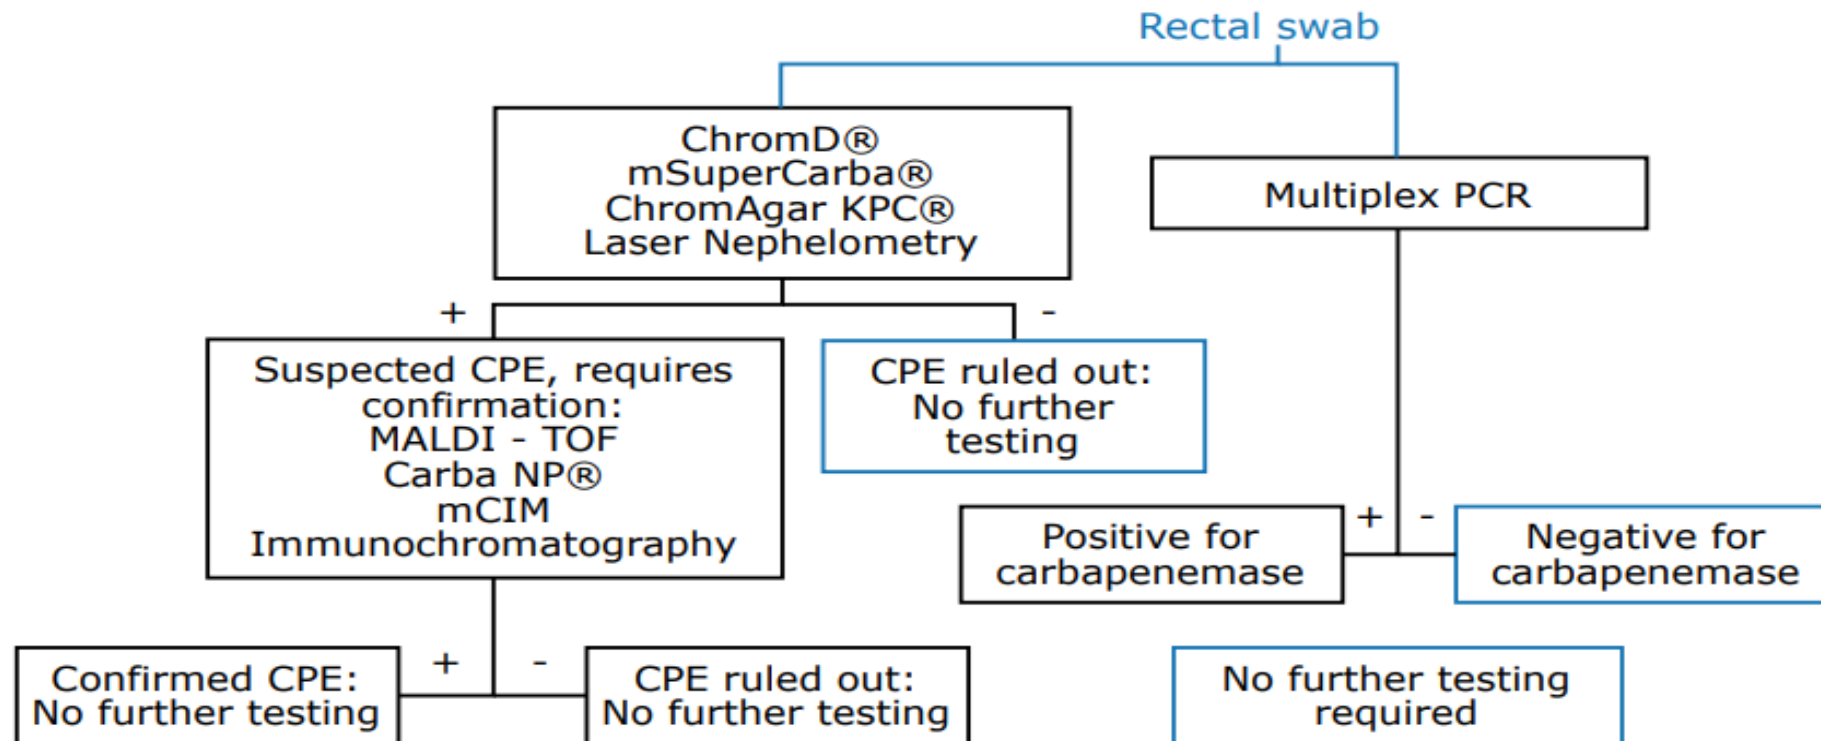 Rectal swab
ChromD®
mSuperCarba®
ChromAgar KPC®
Laser Nephelometry
Multiplex PCR
+
-
Suspected CPE, requires
confirmation:
MALDI - TOF
Carba NP®
mCIM
Immunochromatography
CPE ruled out:
No further
testing
+
-
Positive for
carbapenemase
Negative for
carbapenemase
+
-
Confirmed CPE:
No further testing
CPE ruled out:
No further testing
No further testing
required